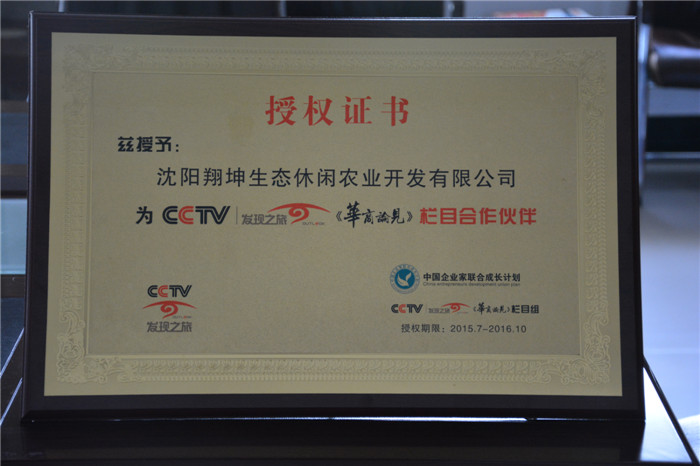 授权证书
兹授予：
沈阳翔坤生态休闲农业开发有限公司
为 CCTV 发现之旅 《華商論見》栏目合作伙伴
中国企业家联合成长计划
China entrepreneurs development union plan
CCTV 发现之旅
CCTV 发现之旅 《華商論見》栏目组
授权期限：2015.7-2016.10